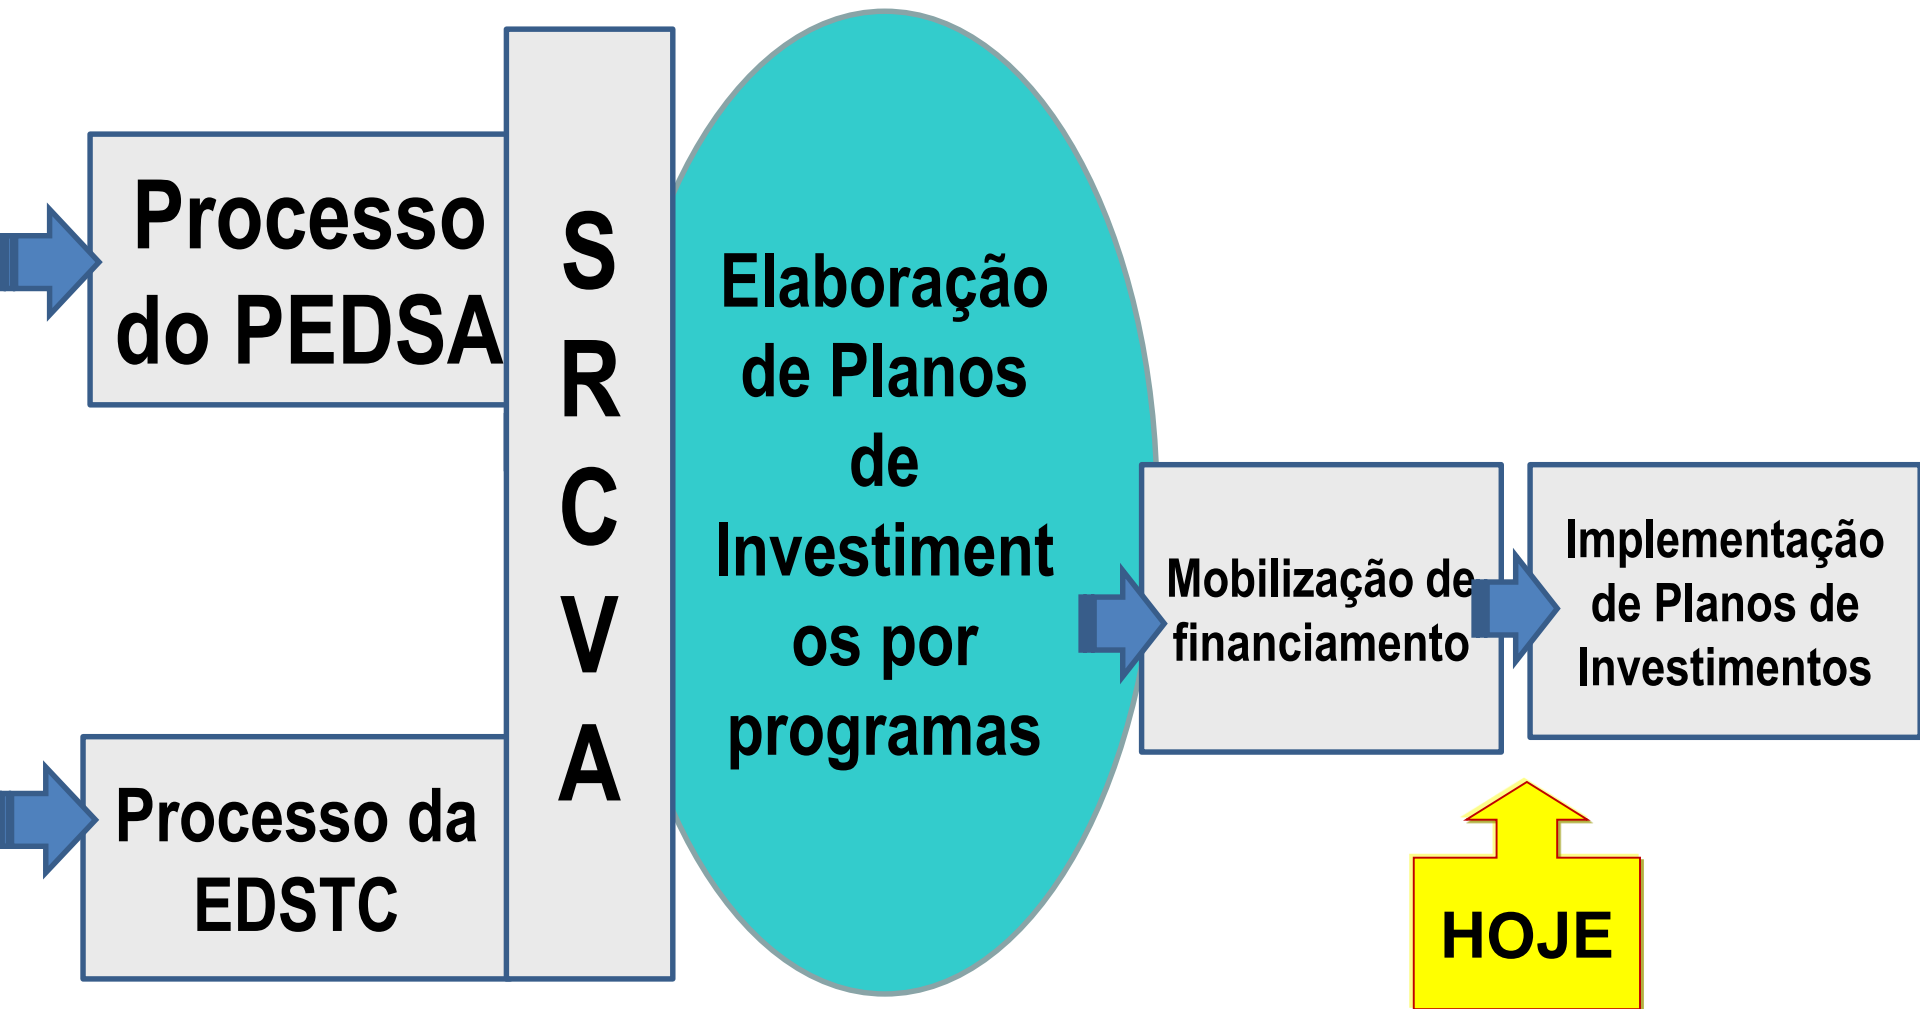 Processo
do PEDSA
Processo da
EDSTC
S
R
C
V
A
Elaboração
de Planos
de
Investiment
os por
programas
Mobilização de
financiamento
Implementação
de Planos de
Investimentos
HOJE